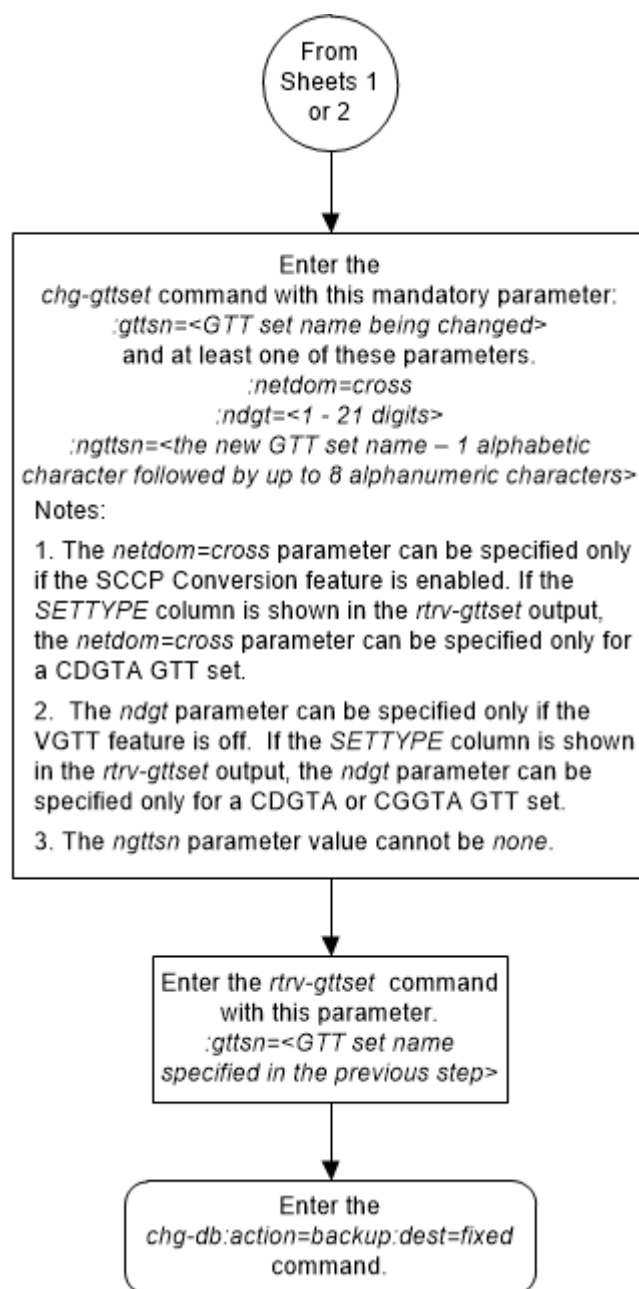 From
Sheets 1
or 2
Enter the
chg-gttset command with this mandatory parameter:
:gttsn=<GTT set name being changed>
and at least one of these parameters.
:netdom=cross
:ndgt=<1 - 21 digits>
:ngttsn=<the new GTT set name – 1 alphabetic
character followed by up to 8 alphanumeric characters>
Notes:
1. The netdom=cross parameter can be specified only
if the SCCP Conversion feature is enabled. If the
SETTYPE column is shown in the rtrv-gttset output,
the netdom=cross parameter can be specified only for
a CDGTA GTT set.
2. The ndgt parameter can be specified only if the
VGTT feature is off. If the SETTYPE column is shown
in the rtrv-gttset output, the ndgt parameter can be
specified only for a CDGTA or CGGTA GTT set.
3. The ngttsn parameter value cannot be none.
Enter the rtrv-gttset command
with this parameter.
:gttsn=<GTT set name
specified in the previous step>
Enter the
chg-db:action=backup:dest=fixed
command.